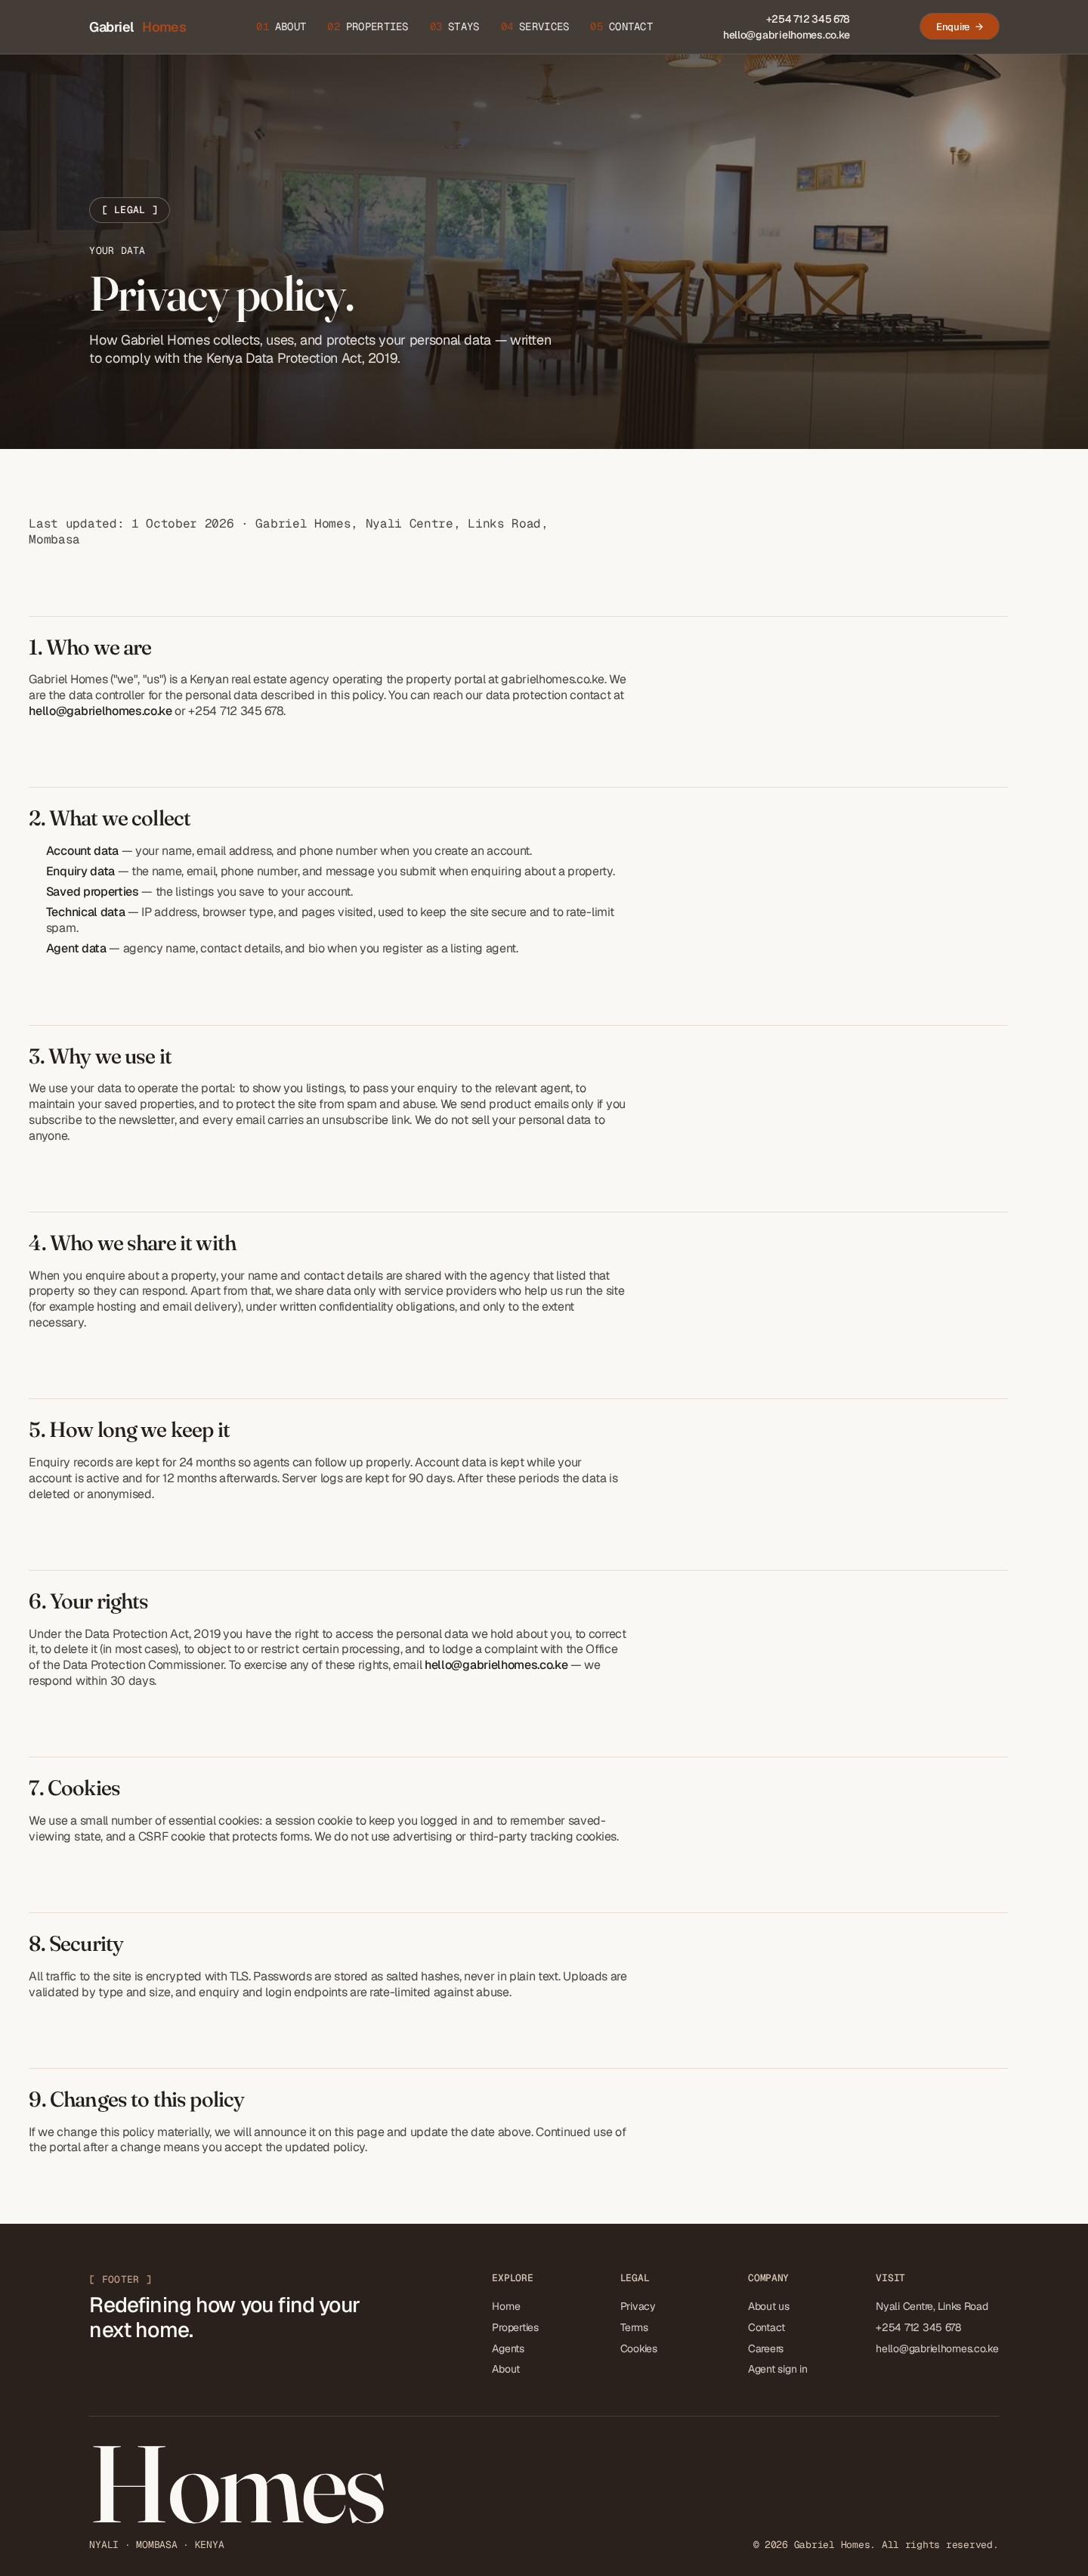 Gabriel Homes
01 ABOUT 02 PROPERTIES 03 STAYS 04 SERVICES 05 CONTACT
+254 712 345 678
hello@gabrielhomes.co.ke
Enquire →
[ LEGAL ]
YOUR DATA
Privacy policy.
How Gabriel Homes collects, uses, and protects your personal data — written
to comply with the Kenya Data Protection Act, 2019.
Last updated: 1 October 2026 · Gabriel Homes, Nyali Centre, Links Road,
Mombasa
1. Who we are
Gabriel Homes ("we", "us") is a Kenyan real estate agency operating the property portal at gabrielhomes.co.ke. We
are the data controller for the personal data described in this policy. You can reach our data protection contact at
hello@gabrielhomes.co.ke or +254 712 345 678.
2. What we collect
Account data — your name, email address, and phone number when you create an account.
Enquiry data — the name, email, phone number, and message you submit when enquiring about a property.
Saved properties — the listings you save to your account.
Technical data — IP address, browser type, and pages visited, used to keep the site secure and to rate-limit
spam.
Agent data — agency name, contact details, and bio when you register as a listing agent.
3. Why we use it
We use your data to operate the portal: to show you listings, to pass your enquiry to the relevant agent, to
maintain your saved properties, and to protect the site from spam and abuse. We send product emails only if you
subscribe to the newsletter, and every email carries an unsubscribe link. We do not sell your personal data to
anyone.
4. Who we share it with
When you enquire about a property, your name and contact details are shared with the agency that listed that
property so they can respond. Apart from that, we share data only with service providers who help us run the site
(for example hosting and email delivery), under written confidentiality obligations, and only to the extent
necessary.
5. How long we keep it
Enquiry records are kept for 24 months so agents can follow up properly. Account data is kept while your
account is active and for 12 months afterwards. Server logs are kept for 90 days. After these periods the data is
deleted or anonymised.
6. Your rights
Under the Data Protection Act, 2019 you have the right to access the personal data we hold about you, to correct
it, to delete it (in most cases), to object to or restrict certain processing, and to lodge a complaint with the Office
of the Data Protection Commissioner. To exercise any of these rights, email hello@gabrielhomes.co.ke — we
respond within 30 days.
7. Cookies
We use a small number of essential cookies: a session cookie to keep you logged in and to remember saved-
viewing state, and a CSRF cookie that protects forms. We do not use advertising or third-party tracking cookies.
8. Security
All traffic to the site is encrypted with TLS. Passwords are stored as salted hashes, never in plain text. Uploads are
validated by type and size, and enquiry and login endpoints are rate-limited against abuse.
9. Changes to this policy
If we change this policy materially, we will announce it on this page and update the date above. Continued use of
the portal after a change means you accept the updated policy.
[ FOOTER ]
Redefining how you find your
next home.
EXPLORE
Home
Properties
Agents
About
LEGAL
Privacy
Terms
Cookies
COMPANY
About us
Contact
Careers
Agent sign in
VISIT
Nyali Centre, Links Road
+254 712 345 678
hello@gabrielhomes.co.ke
Homes
NYALI · MOMBASA · KENYA
© 2026 Gabriel Homes. All rights reserved.